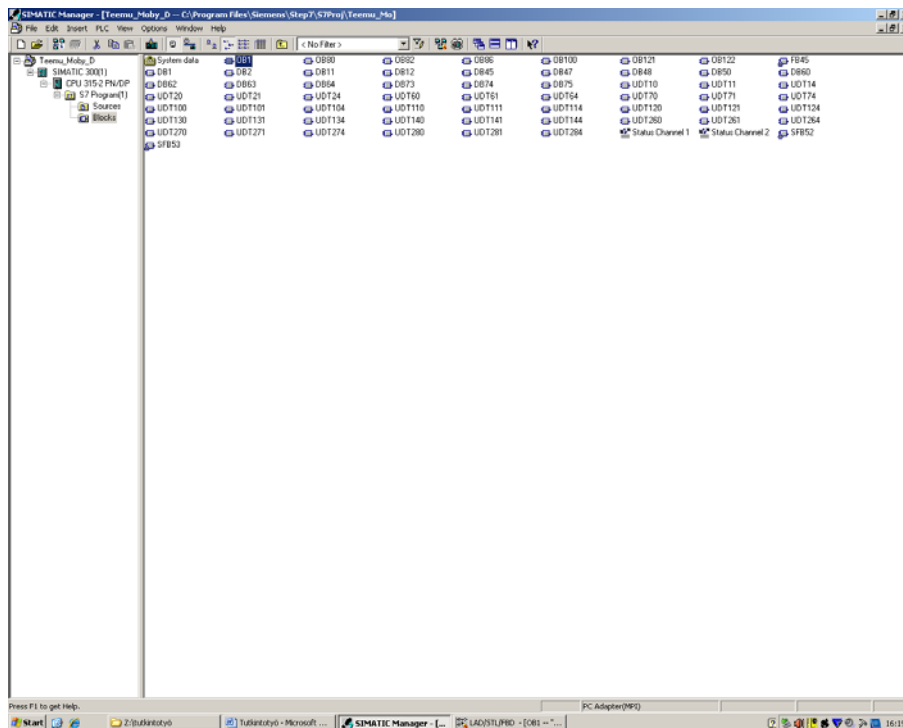 SIMATIC Manager - [Teemu_Moby_D -- C:\Program Files\Siemens\Step7\S7Proj\Teemu_Mo]
File Edit Insert PLC View Options Window Help
< No Filter >
Teemu_Moby_D
SIMATIC 300(1)
CPU 315-2 PN/DP
S7 Program(1)
Sources
Blocks
System data OB1 OB80 OB82 OB86 OB100 OB121 OB122 FB45
DB1 DB2 DB11 DB12 DB45 DB47 DB48 DB50 DB60
DB62 DB63 DB64 DB73 DB74 DB75 UDT10 UDT11 UDT14
UDT20 UDT21 UDT24 UDT60 UDT61 UDT64 UDT70 UDT71 UDT74
UDT100 UDT101 UDT104 UDT110 UDT111 UDT114 UDT120 UDT121 UDT124
UDT130 UDT131 UDT134 UDT140 UDT141 UDT144 UDT260 UDT261 UDT264
UDT270 UDT271 UDT274 UDT280 UDT281 UDT284 Status Channel 1 Status Channel 2 SFB52
SFB53
Press F1 to get Help. PC Adapter(MPI)
Start Z:\tutkintotyö Tutkintotyö - Microsoft ... SIMATIC Manager - [... LAD/STL/FBD - [OB1 -- "... 16:19